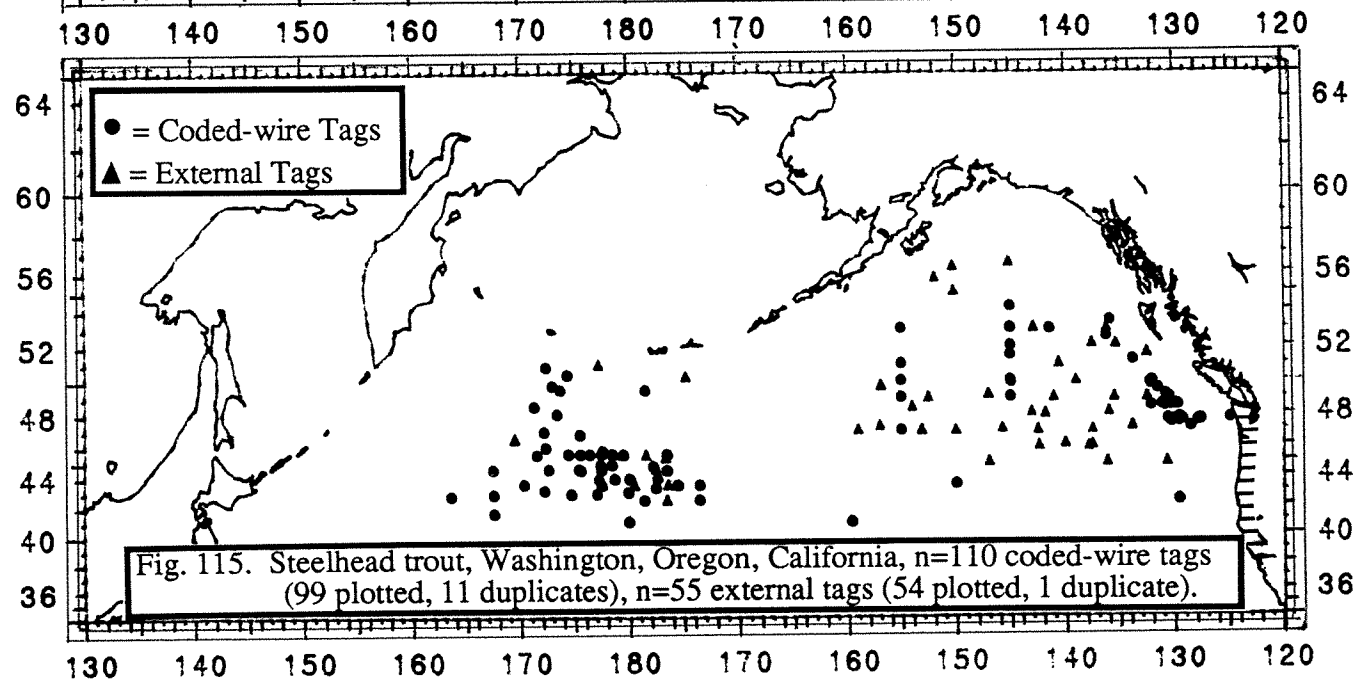 130 140 150 160 170 180 170 160 150 140 130 120
64 64
● = Coded-wire Tags
▲ = External Tags
60 60
56 56
52 52
48 48
44 44
40 40
Fig. 115. Steelhead trout, Washington, Oregon, California, n=110 coded-wire tags
(99 plotted, 11 duplicates), n=55 external tags (54 plotted, 1 duplicate).
36 36
130 140 150 160 170 180 170 160 150 140 130 120